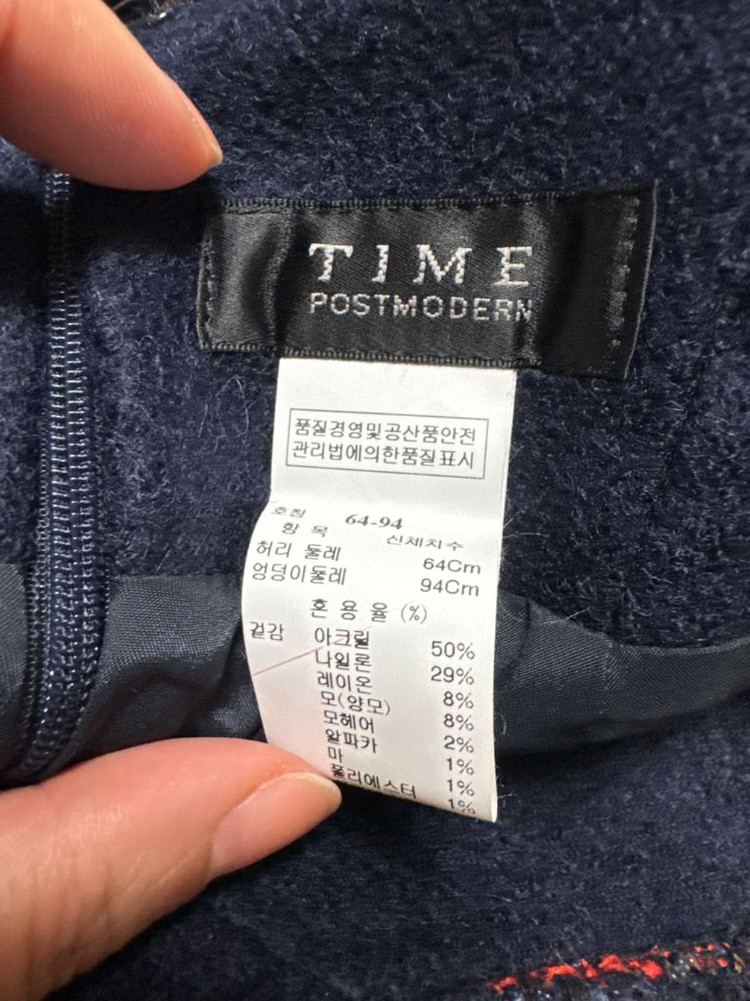 TIME
POSTMODERN
품질경영및공산품안전
관리법에의한품질표시
호칭 64-94
항 목 신체치수
허리 둘레 64Cm
엉덩이둘레 94Cm
혼 용 율 (%)
겉감 아크릴 50%
나일론 29%
레이온 8%
모(양모) 8%
모헤어 2%
알파카 1%
마 1%
폴리에스터 1%